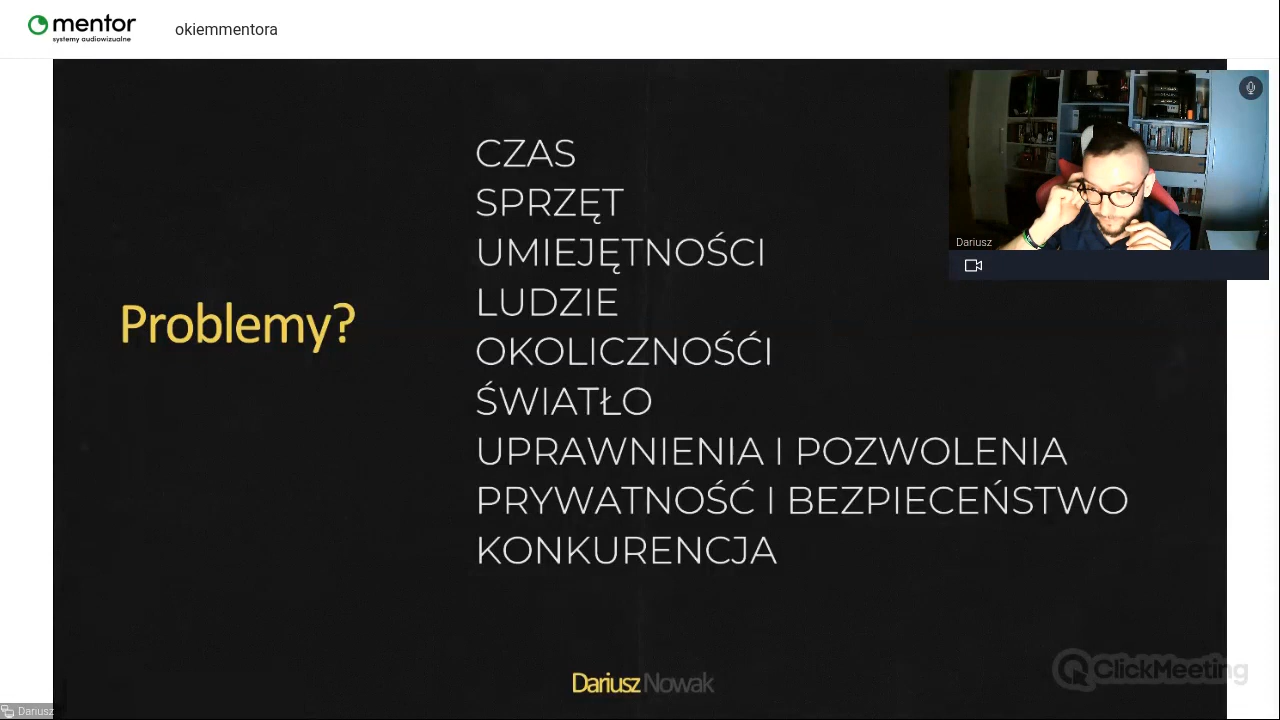 mentor
systemy audiowizualne
okiemmentora
CZAS
SPRZĘT
UMIEJĘTNOŚCI
LUDZIE
OKOLICZNOŚĆI
ŚWIATŁO
UPRAWNIENIA I POZWOLENIA
PRYWATNOŚĆ I BEZPIECEŃSTWO
KONKURENCJA
Problemy?
Dariusz
Dariusz Nowak
ClickMeeting
Dariusz